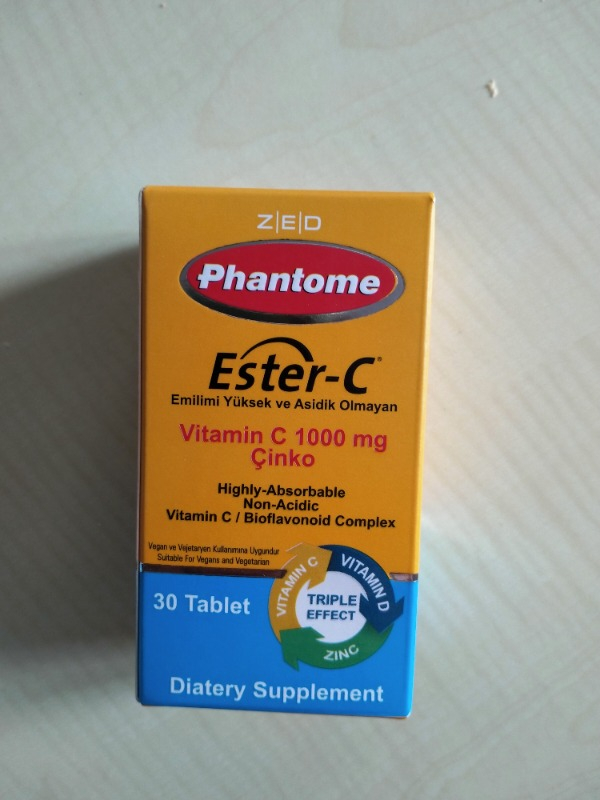 Z|E|D
Phantome
Ester-C®
Emilimi Yüksek ve Asidik Olmayan
Vitamin C 1000 mg
Çinko
Highly-Absorbable
Non-Acidic
Vitamin C / Bioflavonoid Complex
Vegan ve Vejetaryen Kullanımına Uygundur
Suitable For Vegans and Vegetarian
30 Tablet
VITAMIN C
VITAMIN D
TRIPLE
EFFECT
ZINC
Diatery Supplement